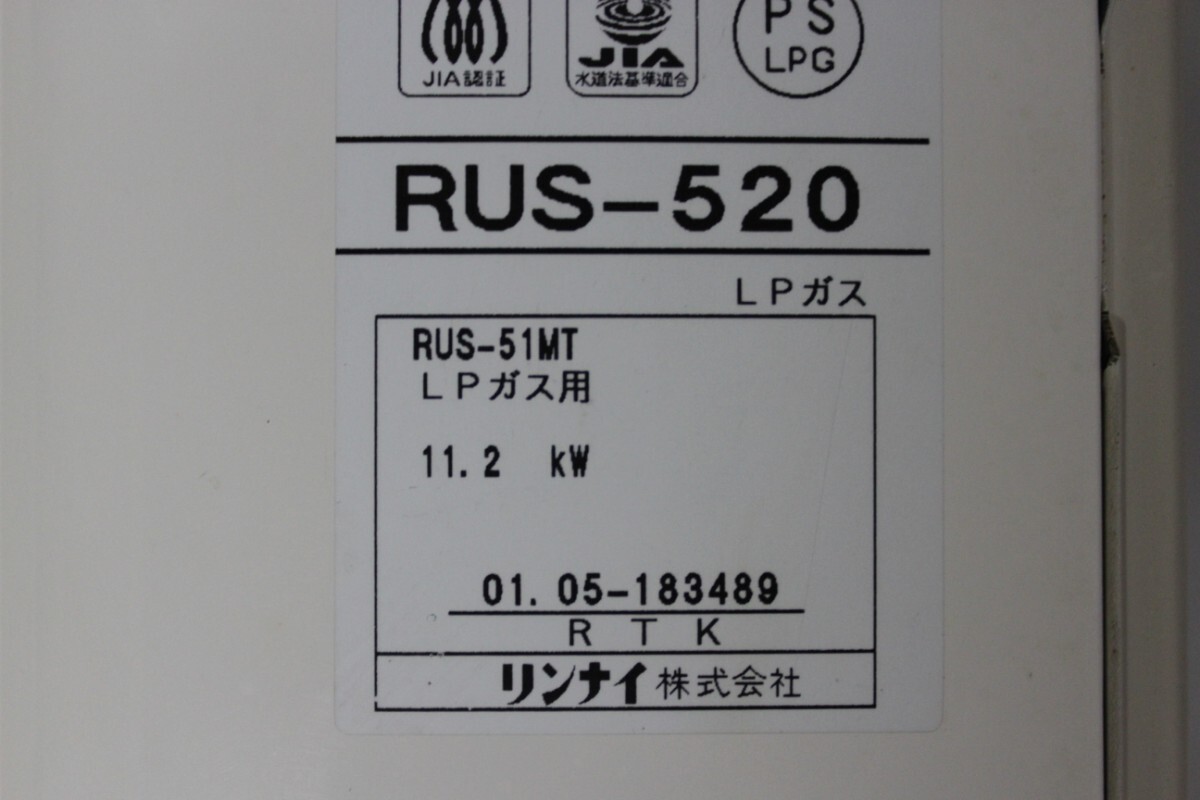 JIA認証
JIA
水道法基準適合
PS
LPG
RUS-520
LPガス
RUS-51MT
LPガス用
11.2 kW
01.05-183489
RTK
リンナイ株式会社